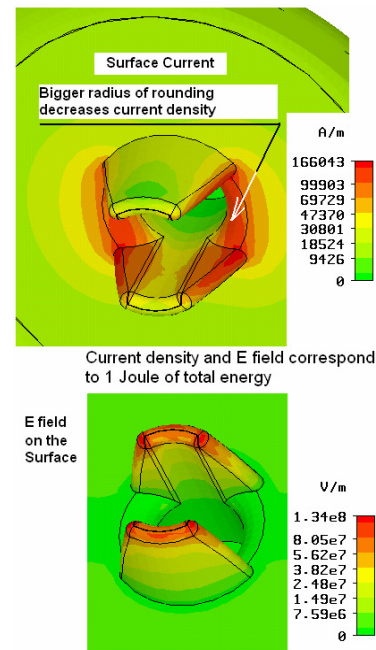 Surface Current
Bigger radius of rounding
decreases current density
A/m
166043
99903
69729
47370
30801
18524
9426
0
Current density and E field correspond
to 1 Joule of total energy
E field
on the
Surface
V/m
1.34e8
8.05e7
5.62e7
3.82e7
2.48e7
1.49e7
7.59e6
0